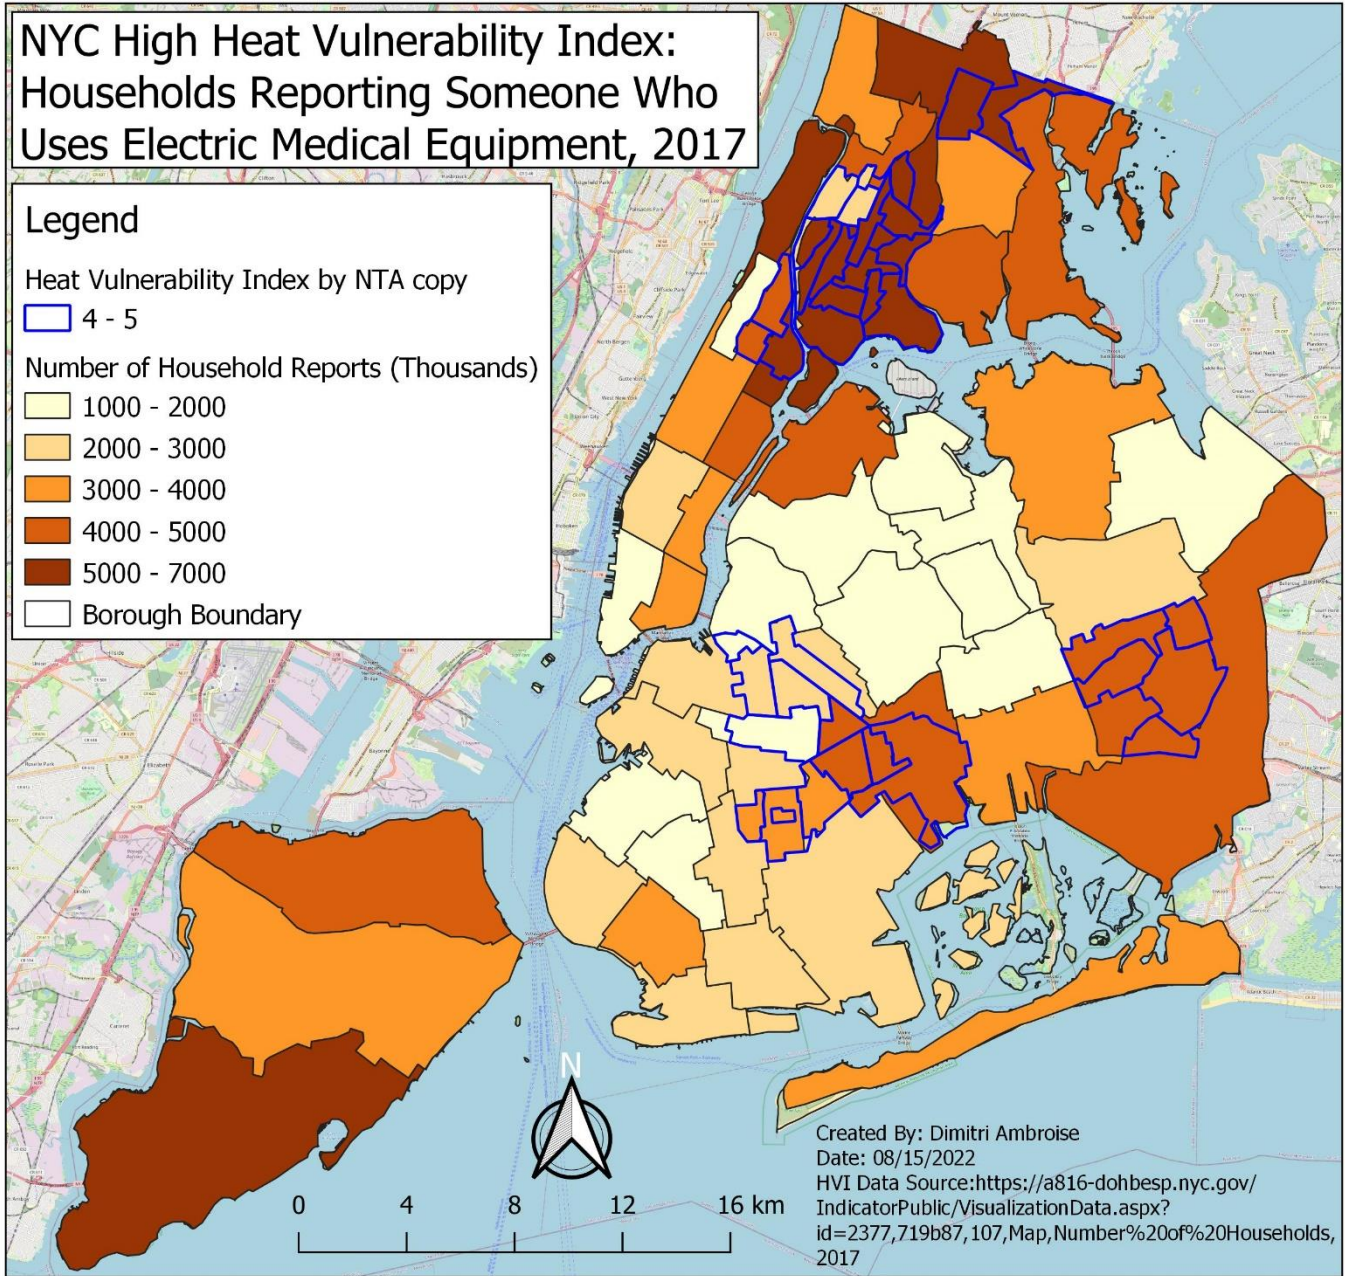 NYC High Heat Vulnerability Index:
Households Reporting Someone Who
Uses Electric Medical Equipment, 2017
Legend
Heat Vulnerability Index by NTA copy
4 - 5
Number of Household Reports (Thousands)
1000 - 2000
2000 - 3000
3000 - 4000
4000 - 5000
5000 - 7000
Borough Boundary
N
0 4 8 12 16 km
Created By: Dimitri Ambroise
Date: 08/15/2022
HVI Data Source:https://a816-dohbesp.nyc.gov/
IndicatorPublic/VisualizationData.aspx?
id=2377,719b87,107,Map,Number%20of%20Households,
2017